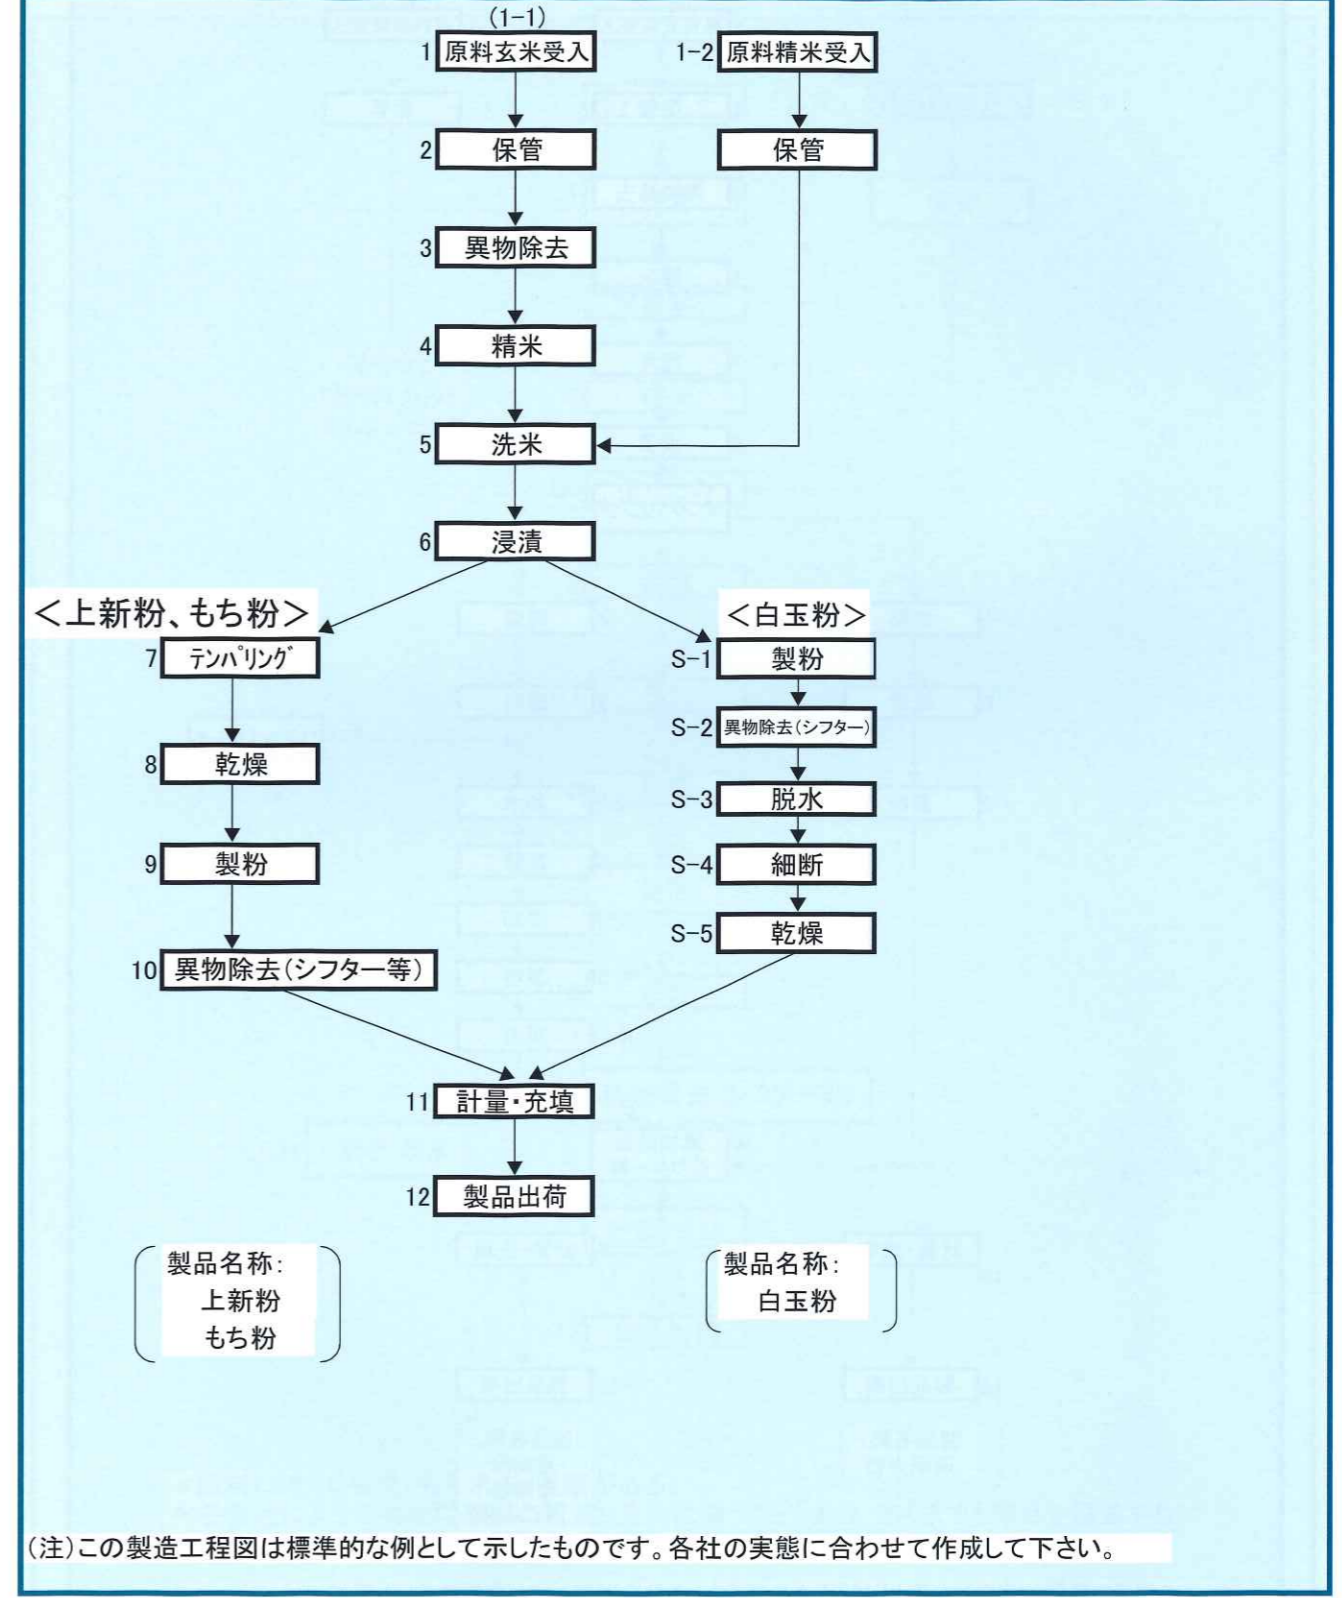 (1-1)
1 原料玄米受入
1-2 原料精米受入
2 保管
保管
3 異物除去
4 精米
5 洗米
6 浸漬
＜上新粉、もち粉＞
7 テンパリング
8 乾燥
9 製粉
10 異物除去(シフター等)
＜白玉粉＞
S-1 製粉
S-2 異物除去(シフター)
S-3 脱水
S-4 細断
S-5 乾燥
11 計量・充填
12 製品出荷
製品名称:
上新粉
もち粉
製品名称:
白玉粉
(注)この製造工程図は標準的な例として示したものです。各社の実態に合わせて作成して下さい。